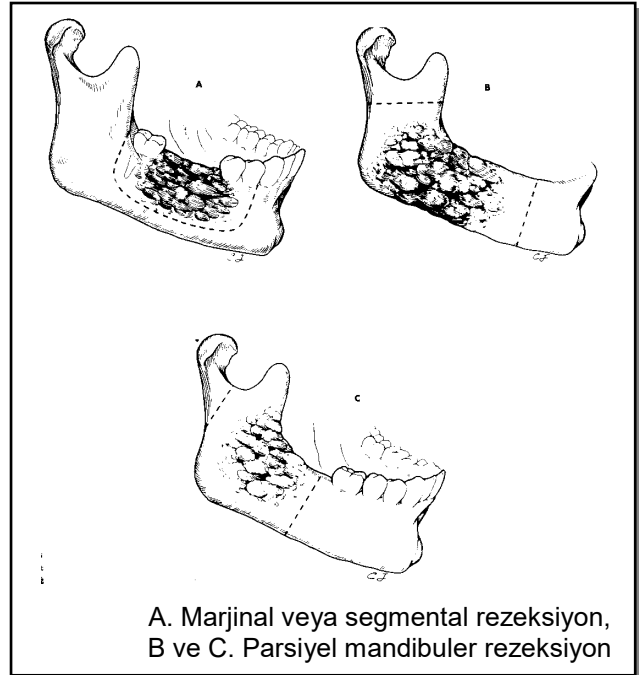 A
B
C
A. Marjinal veya segmental rezeksiyon,
B ve C. Parsiyel mandibuler rezeksiyon